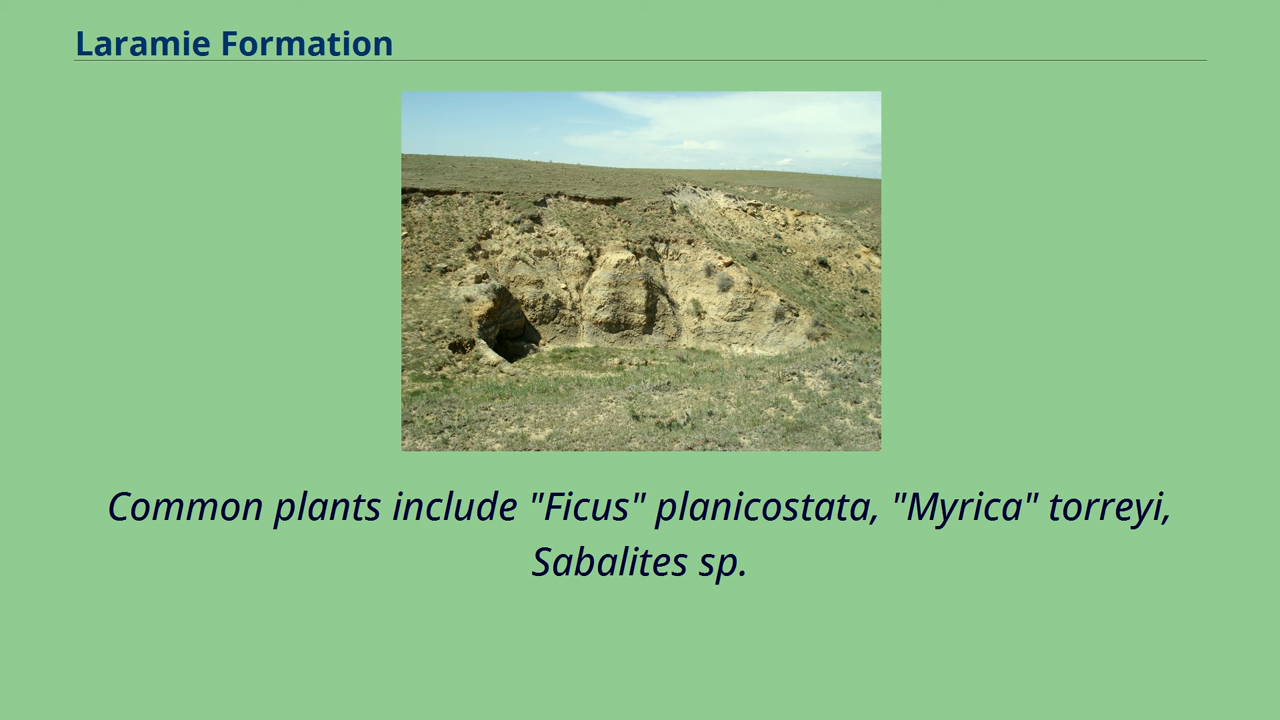 Laramie Formation
Common plants include "Ficus" planicostata, "Myrica" torreyi,
Sabalites sp.